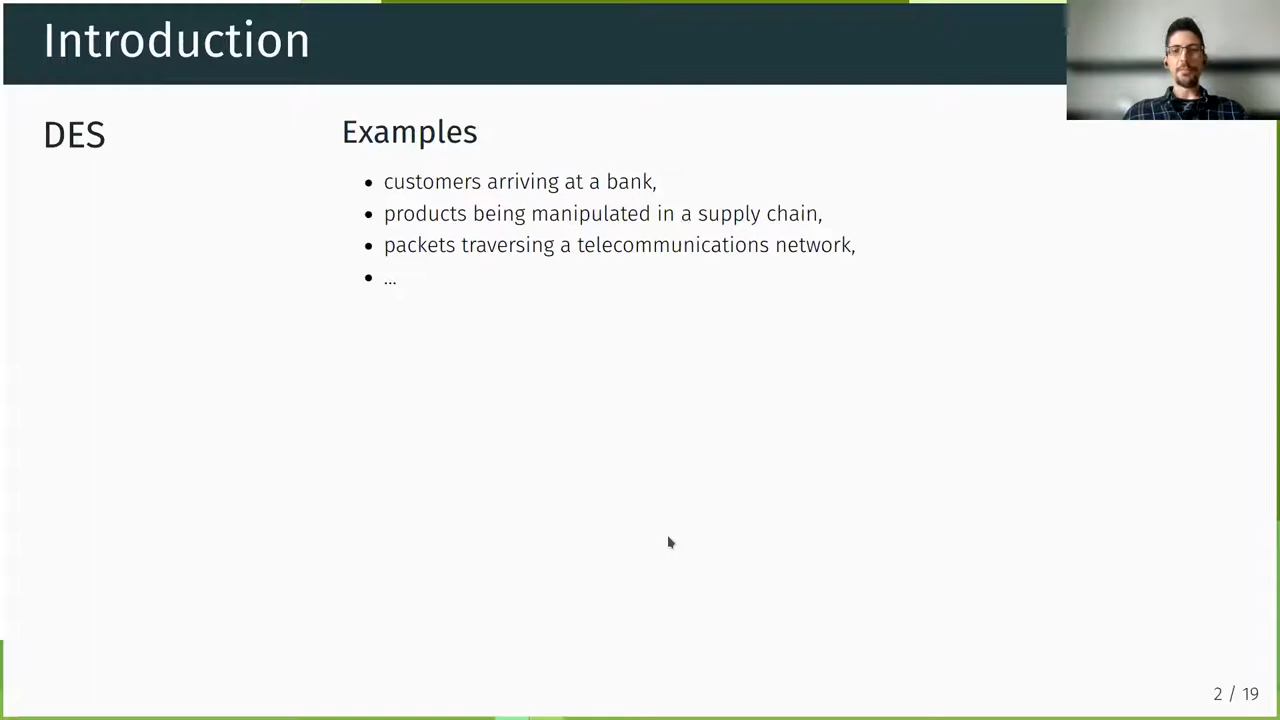 Introduction
DES
Examples
• customers arriving at a bank,
• products being manipulated in a supply chain,
• packets traversing a telecommunications network,
• ...
2 / 19